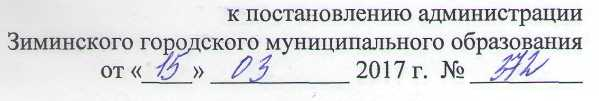 к постановлению администрации
Зиминского городского муниципального образования
от «15» 03 2017 г. № 372